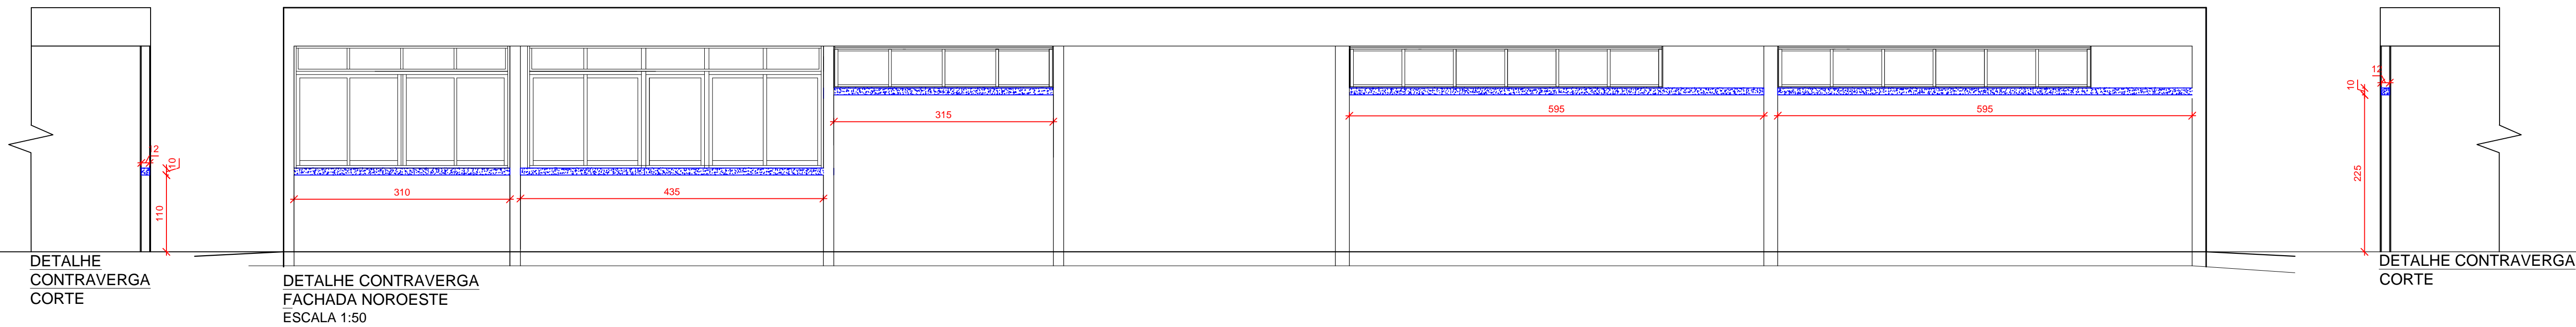 12
10
110
DETALHE
CONTRAVERGA
CORTE
310
435
315
595
595
DETALHE CONTRAVERGA
FACHADA NOROESTE
ESCALA 1:50
12
10
225
DETALHE CONTRAVERGA
CORTE